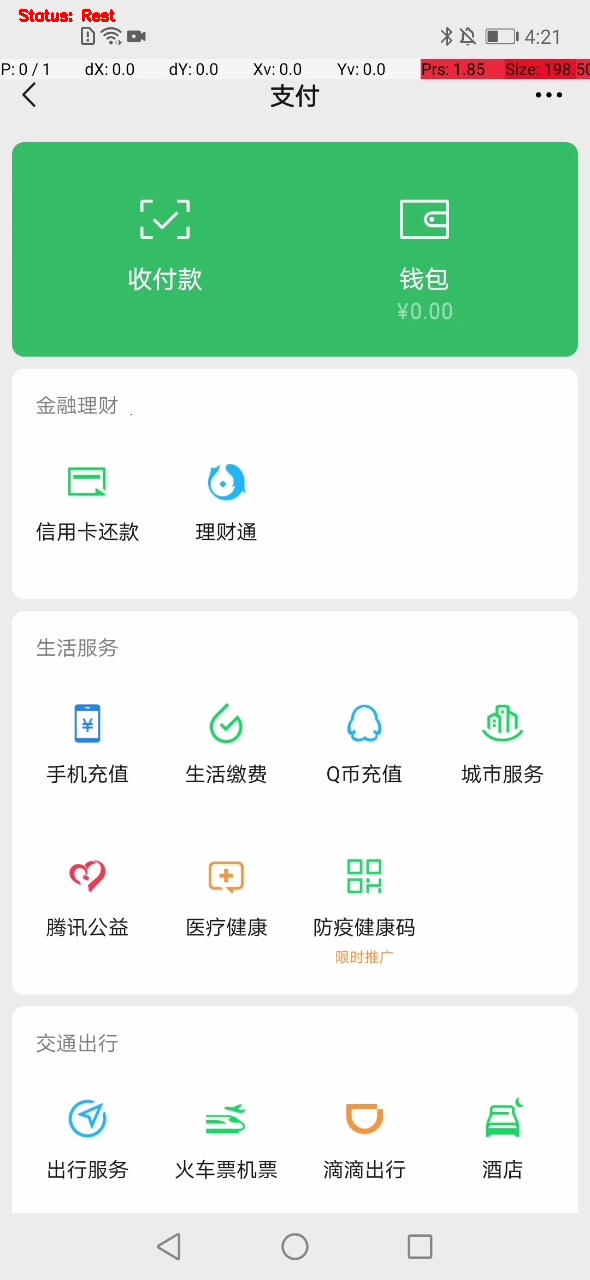 Status: Rest
4:21
P: 0 / 1 dX: 0.0 dY: 0.0 Xv: 0.0 Yv: 0.0 Prs: 1.85 Size: 198.50
支付
收付款 钱包
¥0.00
金融理财
信用卡还款 理财通
生活服务
手机充值 生活缴费 Q币充值 城市服务
腾讯公益 医疗健康 防疫健康码
限时推广
交通出行
出行服务 火车票机票 滴滴出行 酒店